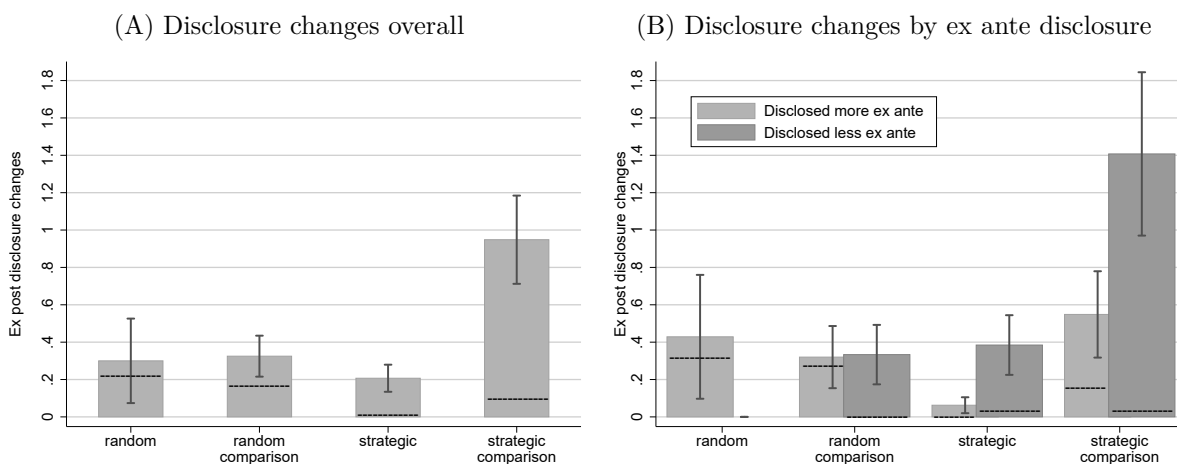 (A) Disclosure changes overall
Ex post disclosure changes
1.8
1.6
1.4
1.2
1
.8
.6
.4
.2
0
random
random
comparison
strategic
strategic
comparison
(B) Disclosure changes by ex ante disclosure
Ex post disclosure changes
1.8
1.6
1.4
1.2
1
.8
.6
.4
.2
0
Disclosed more ex ante
Disclosed less ex ante
random
random
comparison
strategic
strategic
comparison